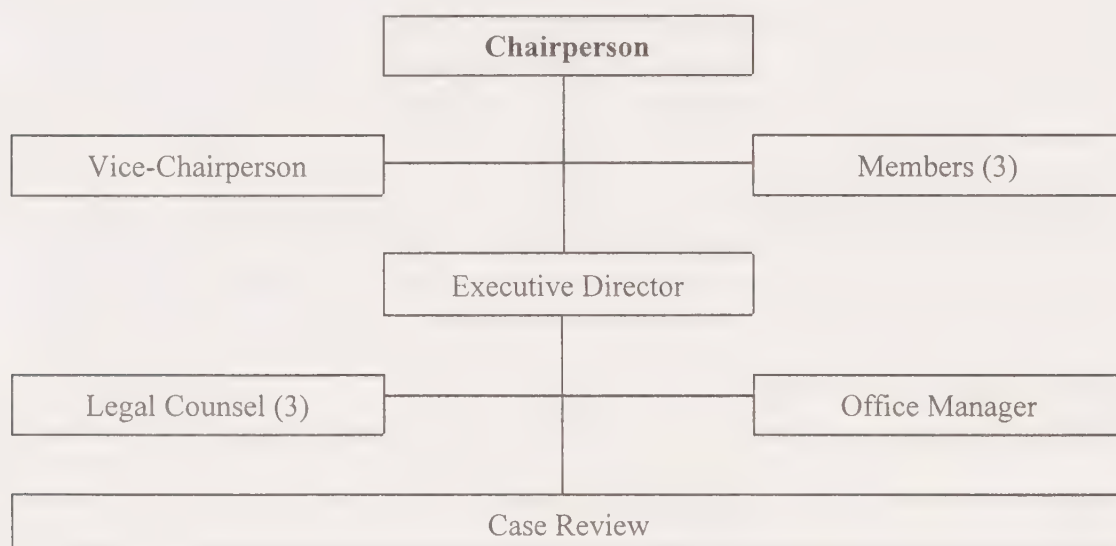 Chairperson
Vice-Chairperson
Members (3)
Executive Director
Legal Counsel (3)
Office Manager
Case Review